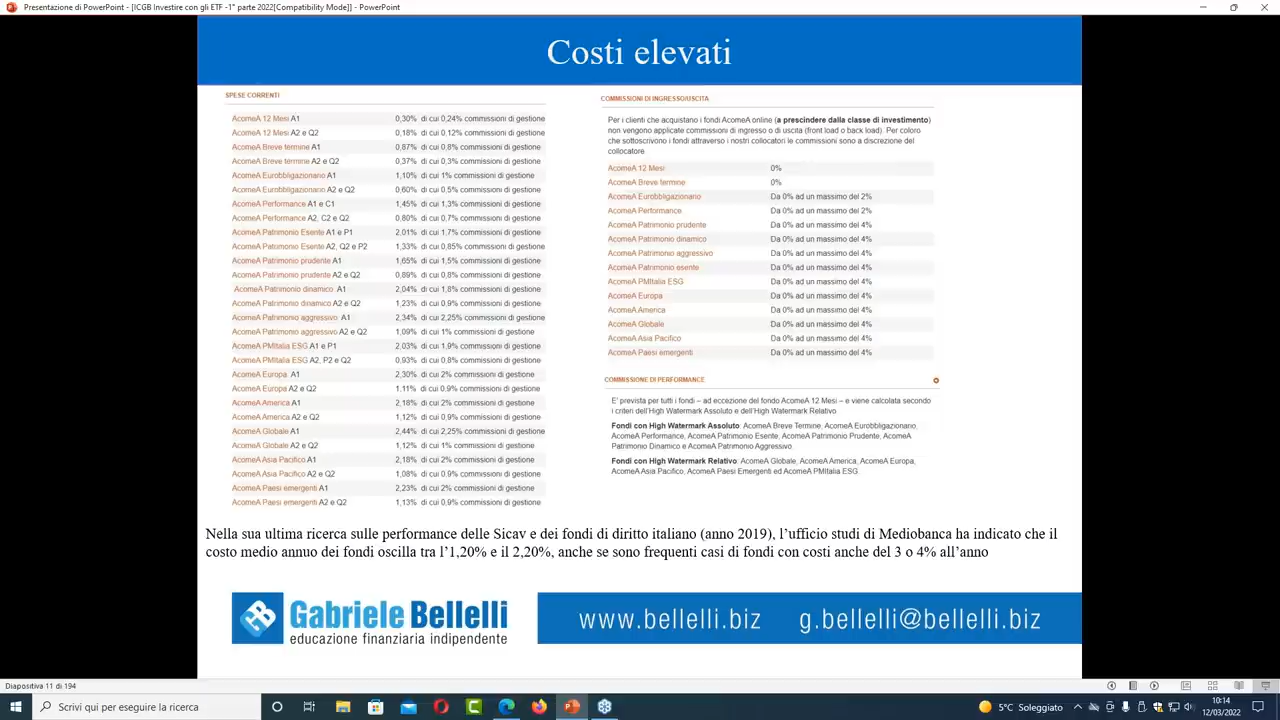 Presentazione di PowerPoint - [ICGB Investire con gli ETF -1° parte 2022[Compatibility Mode]] - PowerPoint
Costi elevati
SPESE CORRENTI
AcomeA 12 Mesi A1 0,30% di cui 0,24% commissioni di gestione
AcomeA 12 Mesi A2 e Q2 0,18% di cui 0.12% commissioni di gestione
AcomeA Breve termine A1 0,87% di cui 0,8% commissioni di gestione
AcomeA Breve termine A2 e Q2 0,37% di cui 0.3% commissioni di gestione
AcomeA Eurobbligazionario A1 1,10% di cui 1% commissioni di gestione
AcomeA Eurobbligazionario A2 e Q2 0,60% di cui 0.5% commissioni di gestione
AcomeA Performance A1 e C1 1,45% di cui 1,3% commissioni di gestione
AcomeA Performance A2, C2 e Q2 0,80% di cui 0.7% commissioni di gestione
AcomeA Patrimonio Esente A1 e P1 2,01% di cui 1,7% commissioni di gestione
AcomeA Patrimonio Esente A2, Q2 e P2 1,33% di cui 0,85% commissioni di gestione
AcomeA Patrimonio prudente A1 1,65% di cui 1,5% commissioni di gestione
AcomeA Patrimonio prudente A2 e Q2 0,89% di cui 0,8% commissioni di gestione
AcomeA Patrimonio dinamico A1 2,04% di cui 1,8% commissioni di gestione
AcomeA Patrimonio dinamico A2 e Q2 1,23% di cui 0,9% commissioni di gestione
AcomeA Patrimonio aggressivo A1 2,34% di cui 2,25% commissioni di gestione
AcomeA Patrimonio aggressivo A2 e Q2 1,09% di cui 1% commissioni di gestione
AcomeA PMItalia ESG A1 e P1 2,03% di cui 1,9% commissioni di gestione
AcomeA PMItalia ESG A2, P2 e Q2 0,93% di cui 0,8% commissioni di gestione
AcomeA Europa A1 2,30% di cui 2% commissioni di gestione
AcomeA Europa A2 e Q2 1,11% di cui 0,9% commissioni di gestione
AcomeA America A1 2,18% di cui 2% commissioni di gestione
AcomeA America A2 e Q2 1,12% di cui 0,9% commissioni di gestione
AcomeA Globale A1 2,44% di cui 2,25% commissioni di gestione
AcomeA Globale A2 e Q2 1,12% di cui 1% commissioni di gestione
AcomeA Asia Pacifico A1 2,18% di cui 2% commissioni di gestione
AcomeA Asia Pacifico A2 e Q2 1,08% di cui 0.9% commissioni di gestione
AcomeA Paesi emergenti A1 2,23% di cui 2% commissioni di gestione
AcomeA Paesi emergenti A2 e Q2 1,13% di cui 0,9% commissioni di gestione
COMMISSIONI DI INGRESSO/USCITA
Per i clienti che acquistano i fondi AcomeA online (a prescindere dalla classe di investimento)
non vengono applicate commissioni di ingresso o di uscita (front load o back load). Per coloro
che sottoscrivono i fondi attraverso i nostri collocatori le commissioni sono a discrezione del
collocatore
AcomeA 12 Mesi 0%
AcomeA Breve termine 0%
AcomeA Eurobbligazionario Da 0% ad un massimo del 2%
AcomeA Performance Da 0% ad un massimo del 2%
AcomeA Patrimonio prudente Da 0% ad un massimo del 4%
AcomeA Patrimonio dinamico Da 0% ad un massimo del 4%
AcomeA Patrimonio aggressivo Da 0% ad un massimo del 4%
AcomeA Patrimonio esente Da 0% ad un massimo del 4%
AcomeA PMItalia ESG Da 0% ad un massimo del 4%
AcomeA Europa Da 0% ad un massimo del 4%
AcomeA America Da 0% ad un massimo del 4%
AcomeA Globale Da 0% ad un massimo del 4%
AcomeA Asia Pacifico Da 0% ad un massimo del 4%
AcomeA Paesi emergenti Da 0% ad un massimo del 4%
COMMISSIONE DI PERFORMANCE
E' prevista per tutti i fondi – ad eccezione del fondo AcomeA 12 Mesi – e viene calcolata secondo
i criteri dell'High Watermark Assoluto e dell'High Watermark Relativo
Fondi con High Watermark Assoluto: AcomeA Breve Termine, AcomeA Eurobbligazionario,
AcomeA Performance, AcomeA Patrimonio Esente, AcomeA Patrimonio Prudente, AcomeA
Patrimonio Dinamico e AcomeA Patrimonio Aggressivo.
Fondi con High Watermark Relativo: AcomeA Globale, AcomeA America, AcomeA Europa,
AcomeA Asia Pacifico, AcomeA Paesi Emergenti ed AcomeA PMItalia ESG.
Nella sua ultima ricerca sulle performance delle Sicav e dei fondi di diritto italiano (anno 2019), l'ufficio studi di Mediobanca ha indicato che il
costo medio annuo dei fondi oscilla tra l'1,20% e il 2,20%, anche se sono frequenti casi di fondi con costi anche del 3 o 4% all'anno
Gabriele Bellelli
educazione finanziaria indipendente
www.bellelli.biz g.bellelli@bellelli.biz
Diapositiva 11 di 194
Scrivi qui per eseguire la ricerca
5°C Soleggiato
10:14
12/03/2022